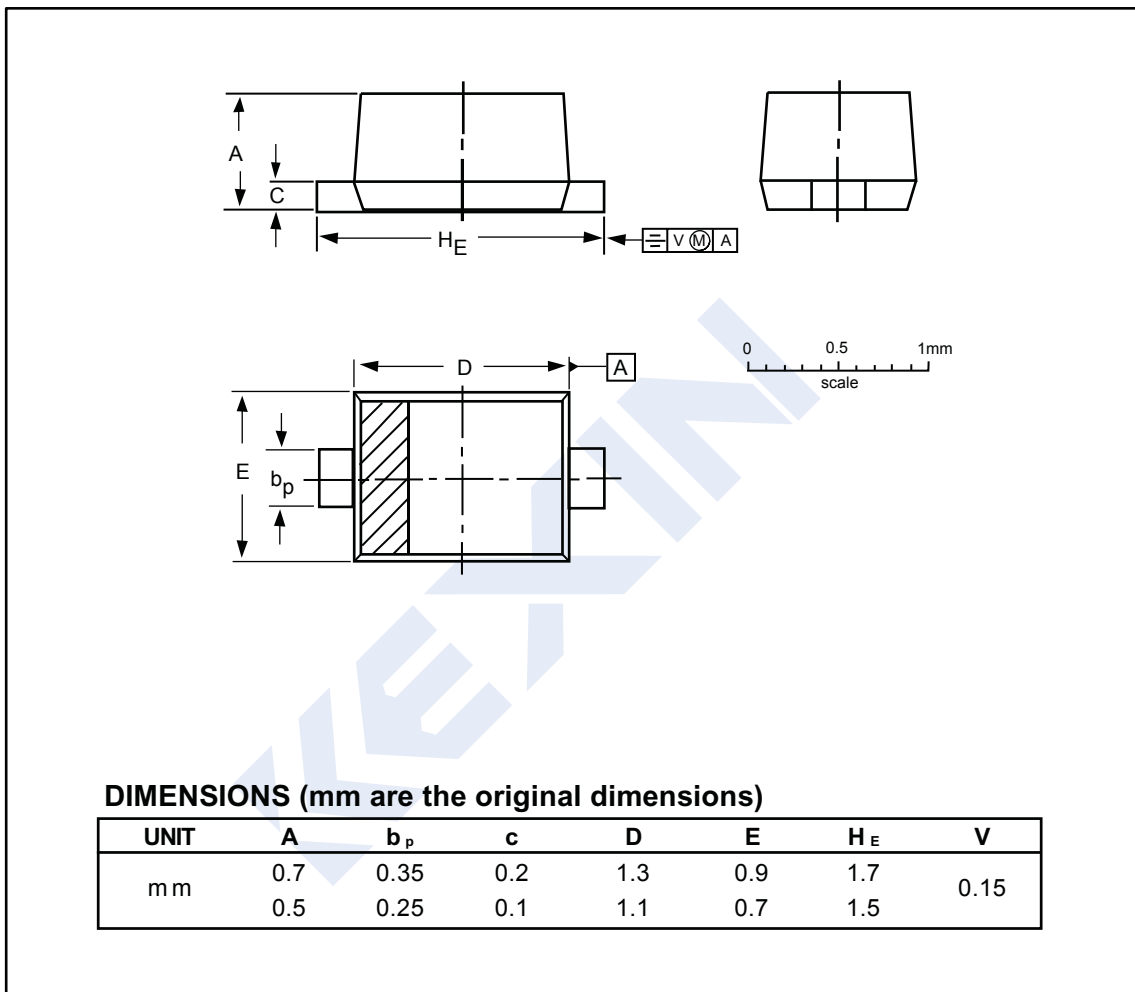 A
C
H E
V Ⓜ A
0 0.5 1mm
scale
D
A
E
b p
KEXIN
DIMENSIONS (mm are the original dimensions)
UNIT A b p c D E H E V
mm 0.7 0.35 0.2 1.3 0.9 1.7 0.15
0.5 0.25 0.1 1.1 0.7 1.5